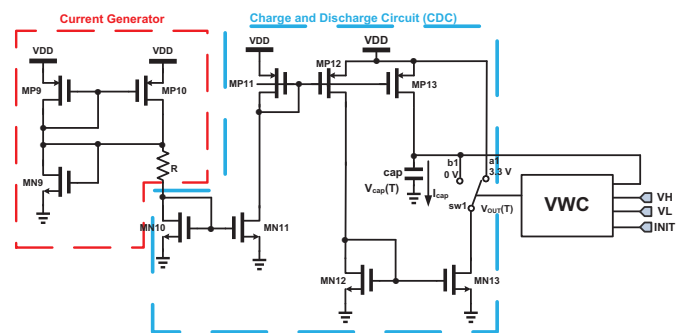 Current Generator
Charge and Discharge Circuit (CDC)
VDD
VDD
VDD
VDD
MP9
MP10
MP11
MP12
MP13
MN9
R
cap
Vcap(T)
Icap
b1
0 V
a1
3.3 V
sw1
VOUT(T)
VWC
VH
VL
INIT
MN10
MN11
MN12
MN13